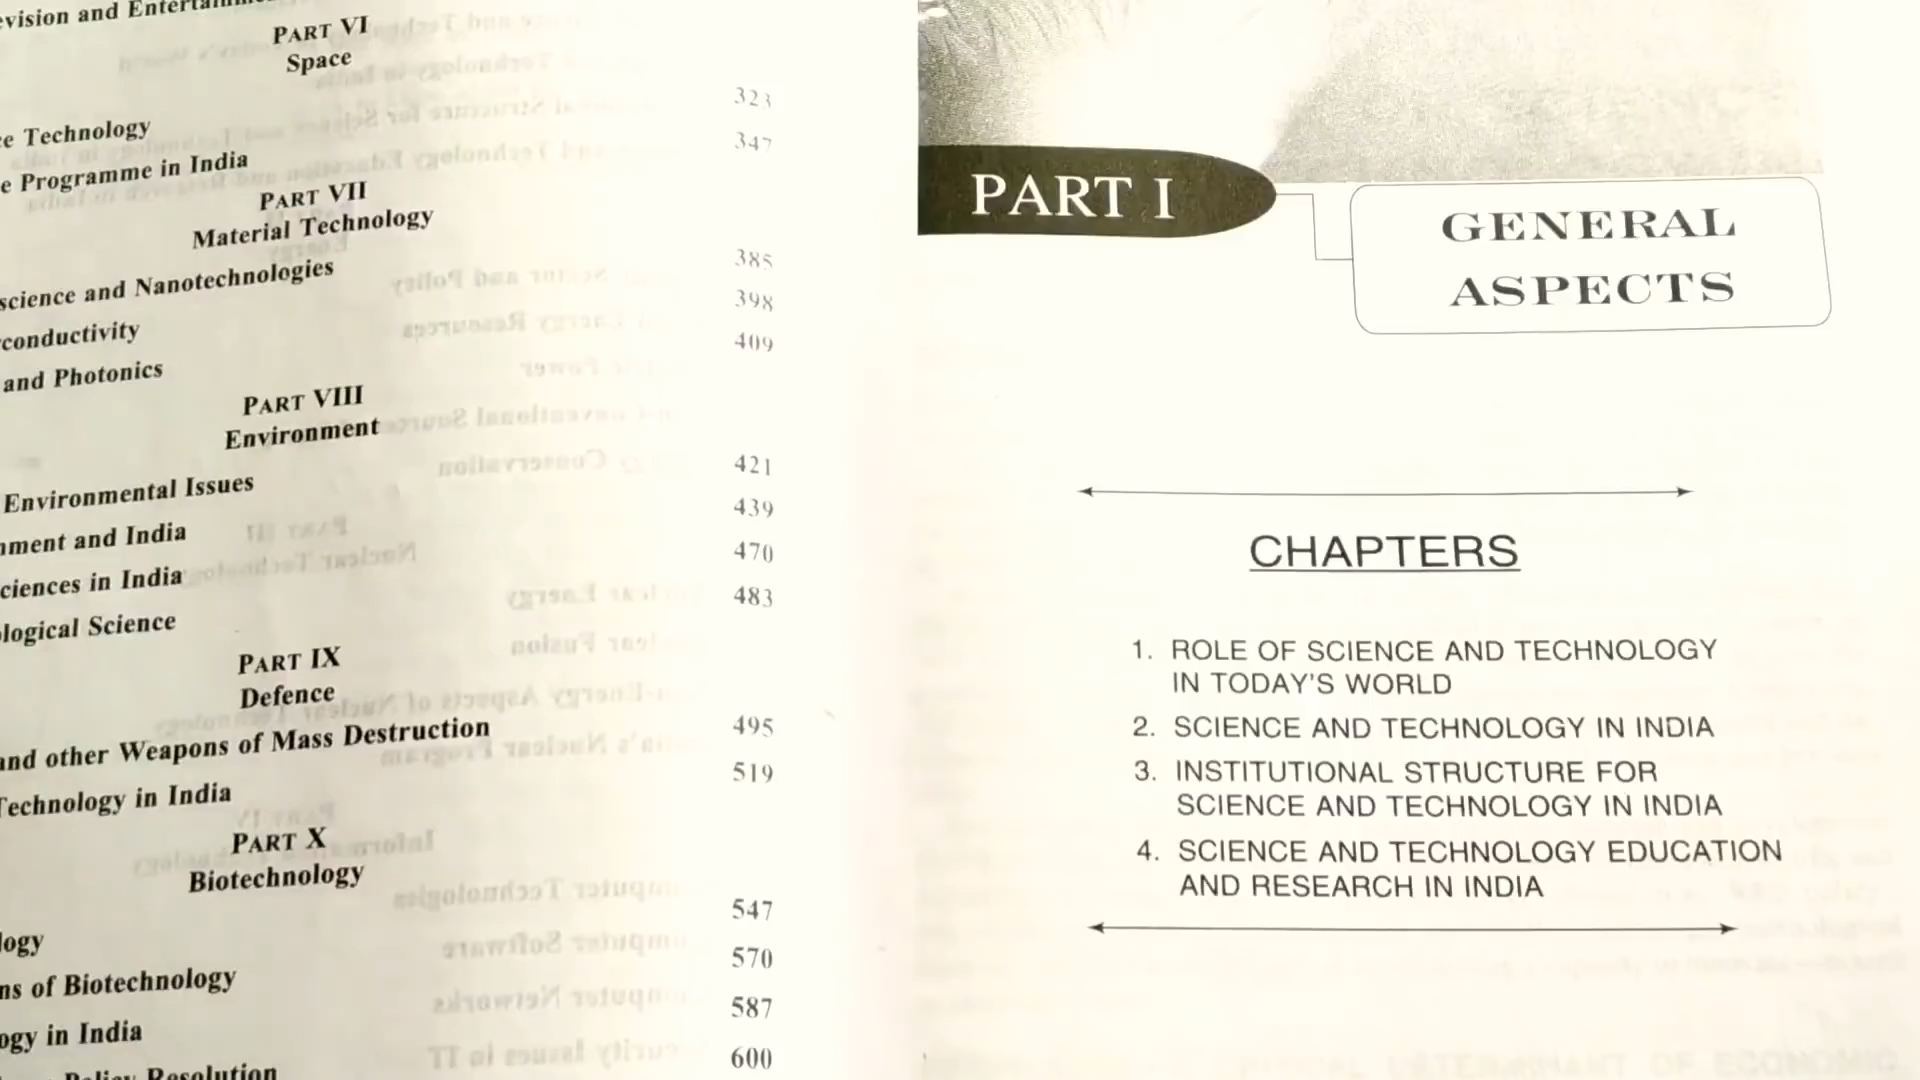 vision and
PART VI
Space
Technology 323
Programme in India 347
PART VII
Material Technology
science and Nanotechnologies 385
conductivity 398
and Photonics 409
PART VIII
Environment
Environmental Issues 421
nment and India 439
ciences in India 470
logical Science 483
PART IX
Defence
and other Weapons of Mass Destruction 495
Technology in India 519
PART X
Biotechnology
logy 547
ns of Biotechnology 570
ogy in India 587
Policy Resolution 600
PART I
GENERAL
ASPECTS
CHAPTERS
1. ROLE OF SCIENCE AND TECHNOLOGY
IN TODAY'S WORLD
2. SCIENCE AND TECHNOLOGY IN INDIA
3. INSTITUTIONAL STRUCTURE FOR
SCIENCE AND TECHNOLOGY IN INDIA
4. SCIENCE AND TECHNOLOGY EDUCATION
AND RESEARCH IN INDIA